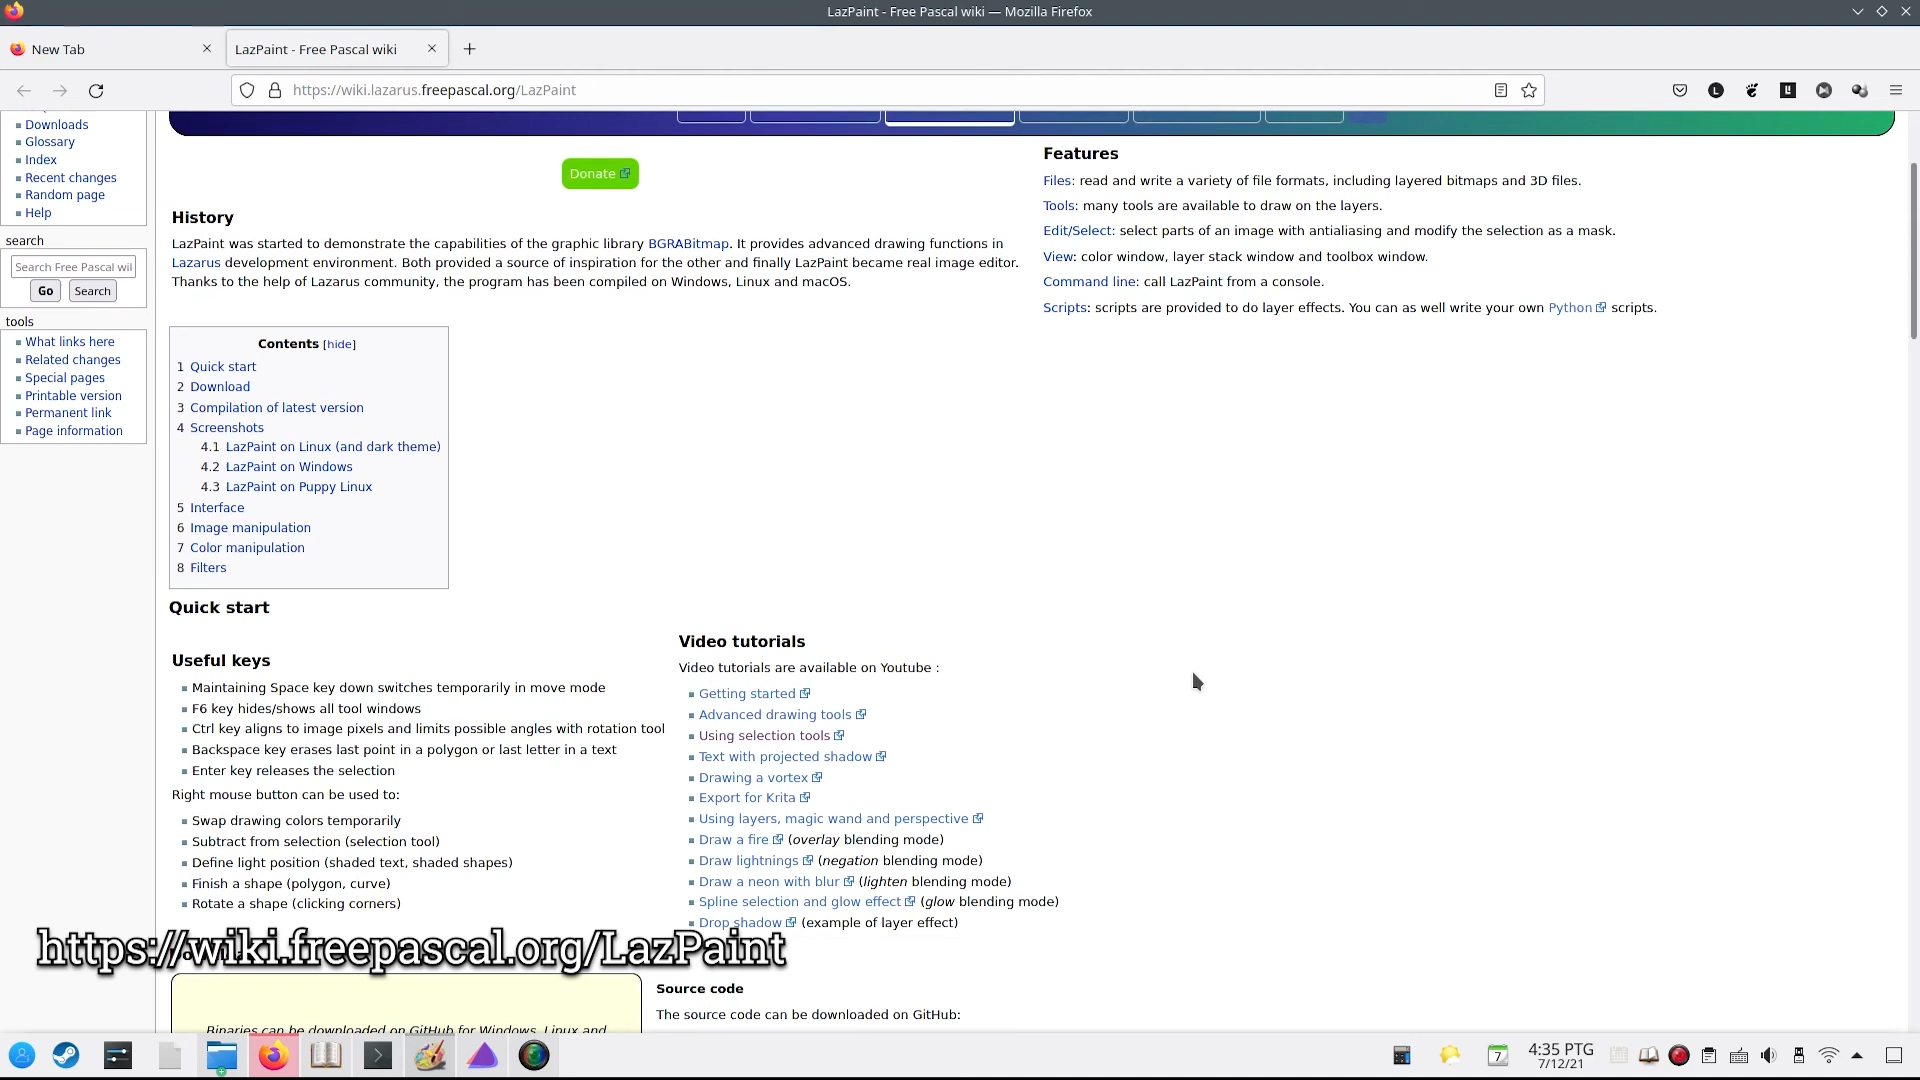 LazPaint - Free Pascal wiki — Mozilla Firefox
New Tab
LazPaint - Free Pascal wiki
https://wiki.lazarus.freepascal.org/LazPaint
Downloads
Glossary
Index
Recent changes
Random page
Help
search
Search Free Pascal wil
Go Search
tools
What links here
Related changes
Special pages
Printable version
Permanent link
Page information
Donate
History
LazPaint was started to demonstrate the capabilities of the graphic library BGRABitmap. It provides advanced drawing functions in
Lazarus development environment. Both provided a source of inspiration for the other and finally LazPaint became real image editor.
Thanks to the help of Lazarus community, the program has been compiled on Windows, Linux and macOS.
Features
Files: read and write a variety of file formats, including layered bitmaps and 3D files.
Tools: many tools are available to draw on the layers.
Edit/Select: select parts of an image with antialiasing and modify the selection as a mask.
View: color window, layer stack window and toolbox window.
Command line: call LazPaint from a console.
Scripts: scripts are provided to do layer effects. You can as well write your own Python scripts.
Contents [hide]
1 Quick start
2 Download
3 Compilation of latest version
4 Screenshots
4.1 LazPaint on Linux (and dark theme)
4.2 LazPaint on Windows
4.3 LazPaint on Puppy Linux
5 Interface
6 Image manipulation
7 Color manipulation
8 Filters
Quick start
Useful keys
Maintaining Space key down switches temporarily in move mode
F6 key hides/shows all tool windows
Ctrl key aligns to image pixels and limits possible angles with rotation tool
Backspace key erases last point in a polygon or last letter in a text
Enter key releases the selection
Right mouse button can be used to:
Swap drawing colors temporarily
Subtract from selection (selection tool)
Define light position (shaded text, shaded shapes)
Finish a shape (polygon, curve)
Rotate a shape (clicking corners)
Video tutorials
Video tutorials are available on Youtube :
Getting started
Advanced drawing tools
Using selection tools
Text with projected shadow
Drawing a vortex
Export for Krita
Using layers, magic wand and perspective
Draw a fire (overlay blending mode)
Draw lightnings (negation blending mode)
Draw a neon with blur (lighten blending mode)
Spline selection and glow effect (glow blending mode)
Drop shadow (example of layer effect)
https://wiki.freepascal.org/LazPaint
Binaries can be downloaded on GitHub for Windows, Linux and
Source code
The source code can be downloaded on GitHub:
7
4:35 PTG
7/12/21